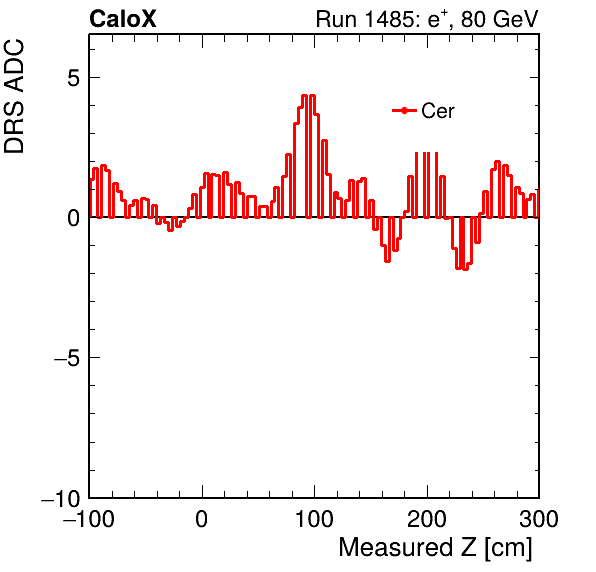 CaloX
Run 1485: e⁺, 80 GeV
DRS ADC
Cer
5
0
−5
−10
−100 0 100 200 300
Measured Z [cm]